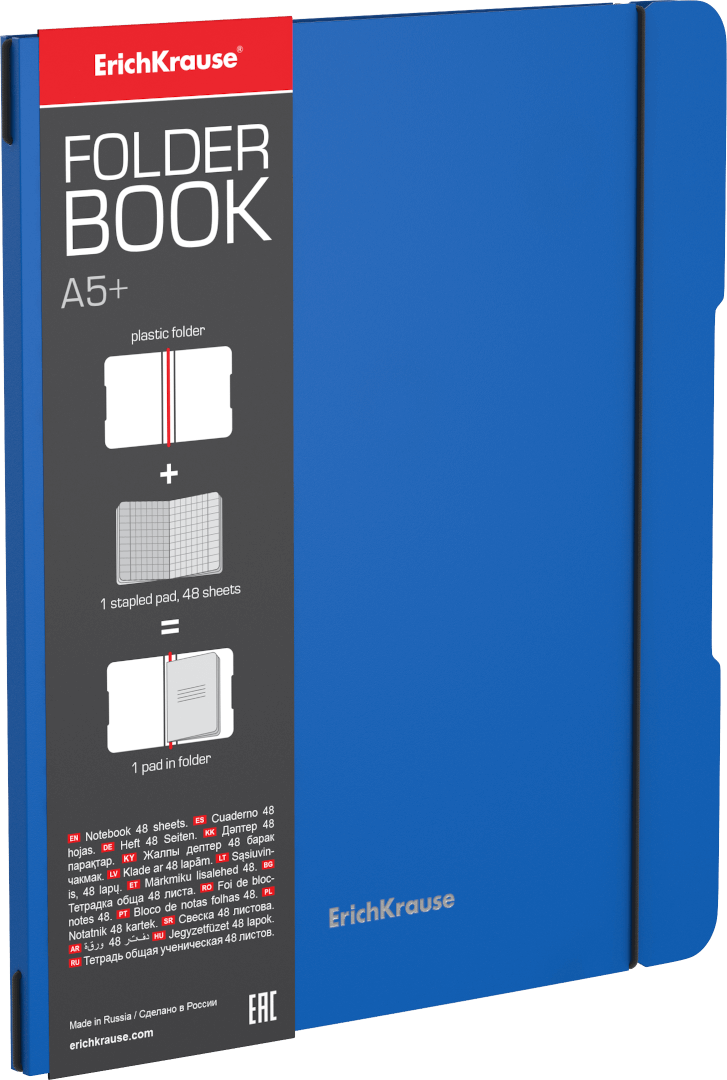 ErichKrause®
FOLDER
BOOK
A5+
plastic folder
+
1 stapled pad, 48 sheets
=
1 pad in folder
EN Notebook 48 sheets. ES Cuaderno 48
hojas. DE Heft 48 Seiten. KK Дәптер 48
парақтар. KY Жалпы дептер 48 барак
чакмак. LV Klade ar 48 lapām. LT Sąsiuvin-
is, 48 lapų. ET Märkmiku lisalehed 48. BG
Тетрадка обща 48 листа. RO Foi de bloc-
notes 48. PT Bloco de notas folhas 48. PL
Notatnik 48 kartek. SR Свеска 48 листова.
AR دفتر 48 ورقة HU Jegyzetfüzet 48 lapok.
RU Тетрадь общая ученическая 48 листов.
Made in Russia / Сделано в России
erichkrause.com
EAC
ErichKrause